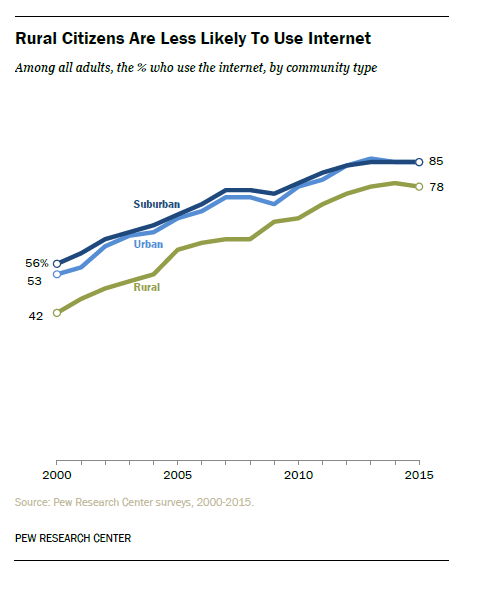 Rural Citizens Are Less Likely To Use Internet
Among all adults, the % who use the internet, by community type
85
78
Suburban
Urban
56%
53
Rural
42
2000 2005 2010 2015
Source: Pew Research Center surveys, 2000-2015.
PEW RESEARCH CENTER